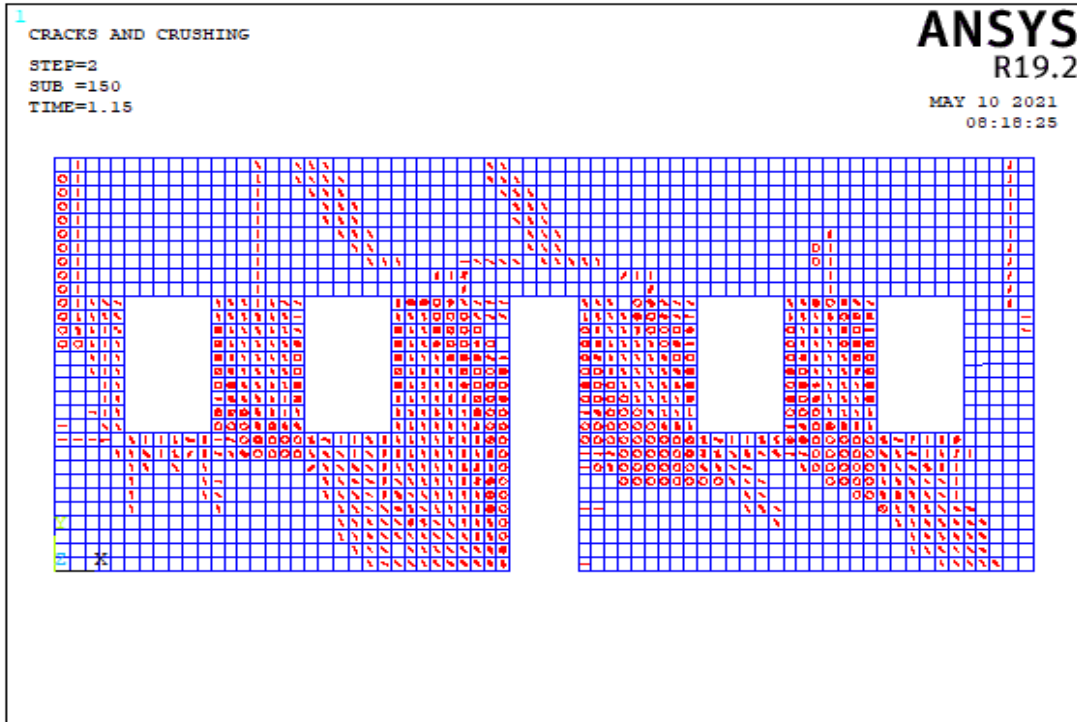 1
CRACKS AND CRUSHING
STEP=2
SUB =150
TIME=1.15
ANSYS
R19.2
MAY 10 2021
08:18:25
Y
Z X